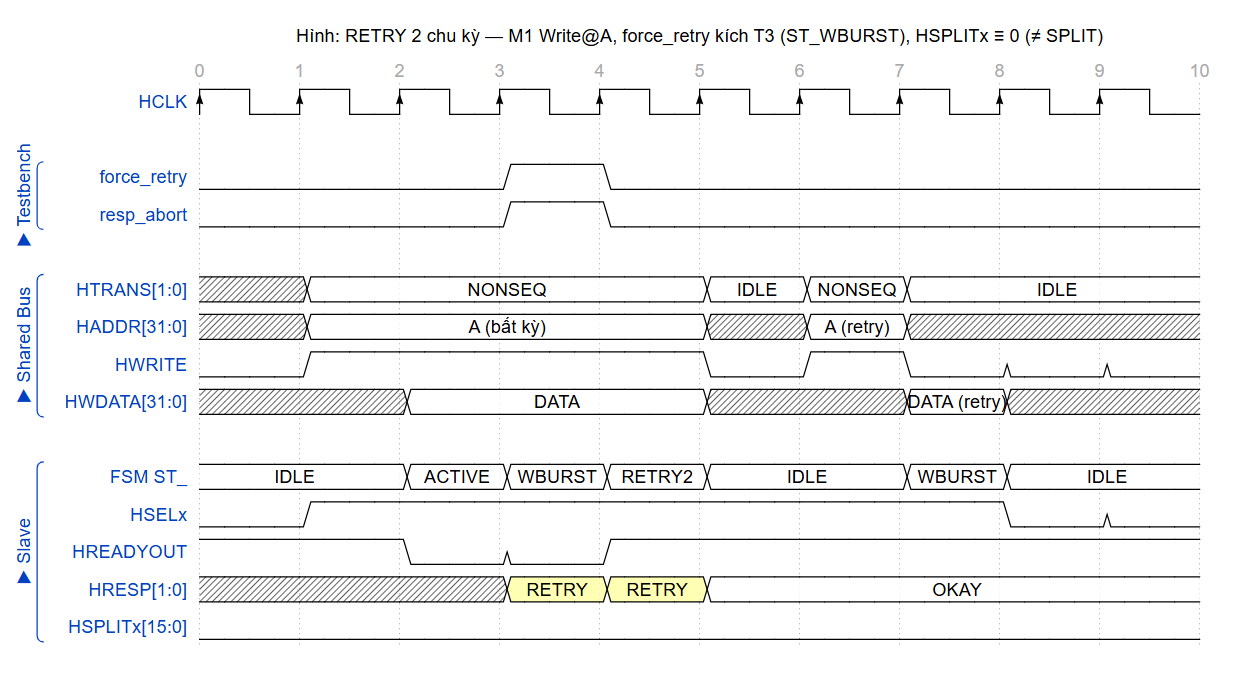 Hình: RETRY 2 chu kỳ — M1 Write@A, force_retry kích T3 (ST_WBURST), HSPLITx ≡ 0 (≠ SPLIT)
0 1 2 3 4 5 6 7 8 9 10
HCLK
▶ Testbench
force_retry
resp_abort
▶ Shared Bus
HTRANS[1:0] NONSEQ IDLE NONSEQ IDLE
HADDR[31:0] A (bất kỳ) A (retry)
HWRITE
HWDATA[31:0] DATA DATA (retry)
▶ Slave
FSM ST_ IDLE ACTIVE WBURST RETRY2 IDLE WBURST IDLE
HSELx
HREADYOUT
HRESP[1:0] RETRY RETRY OKAY
HSPLITx[15:0]